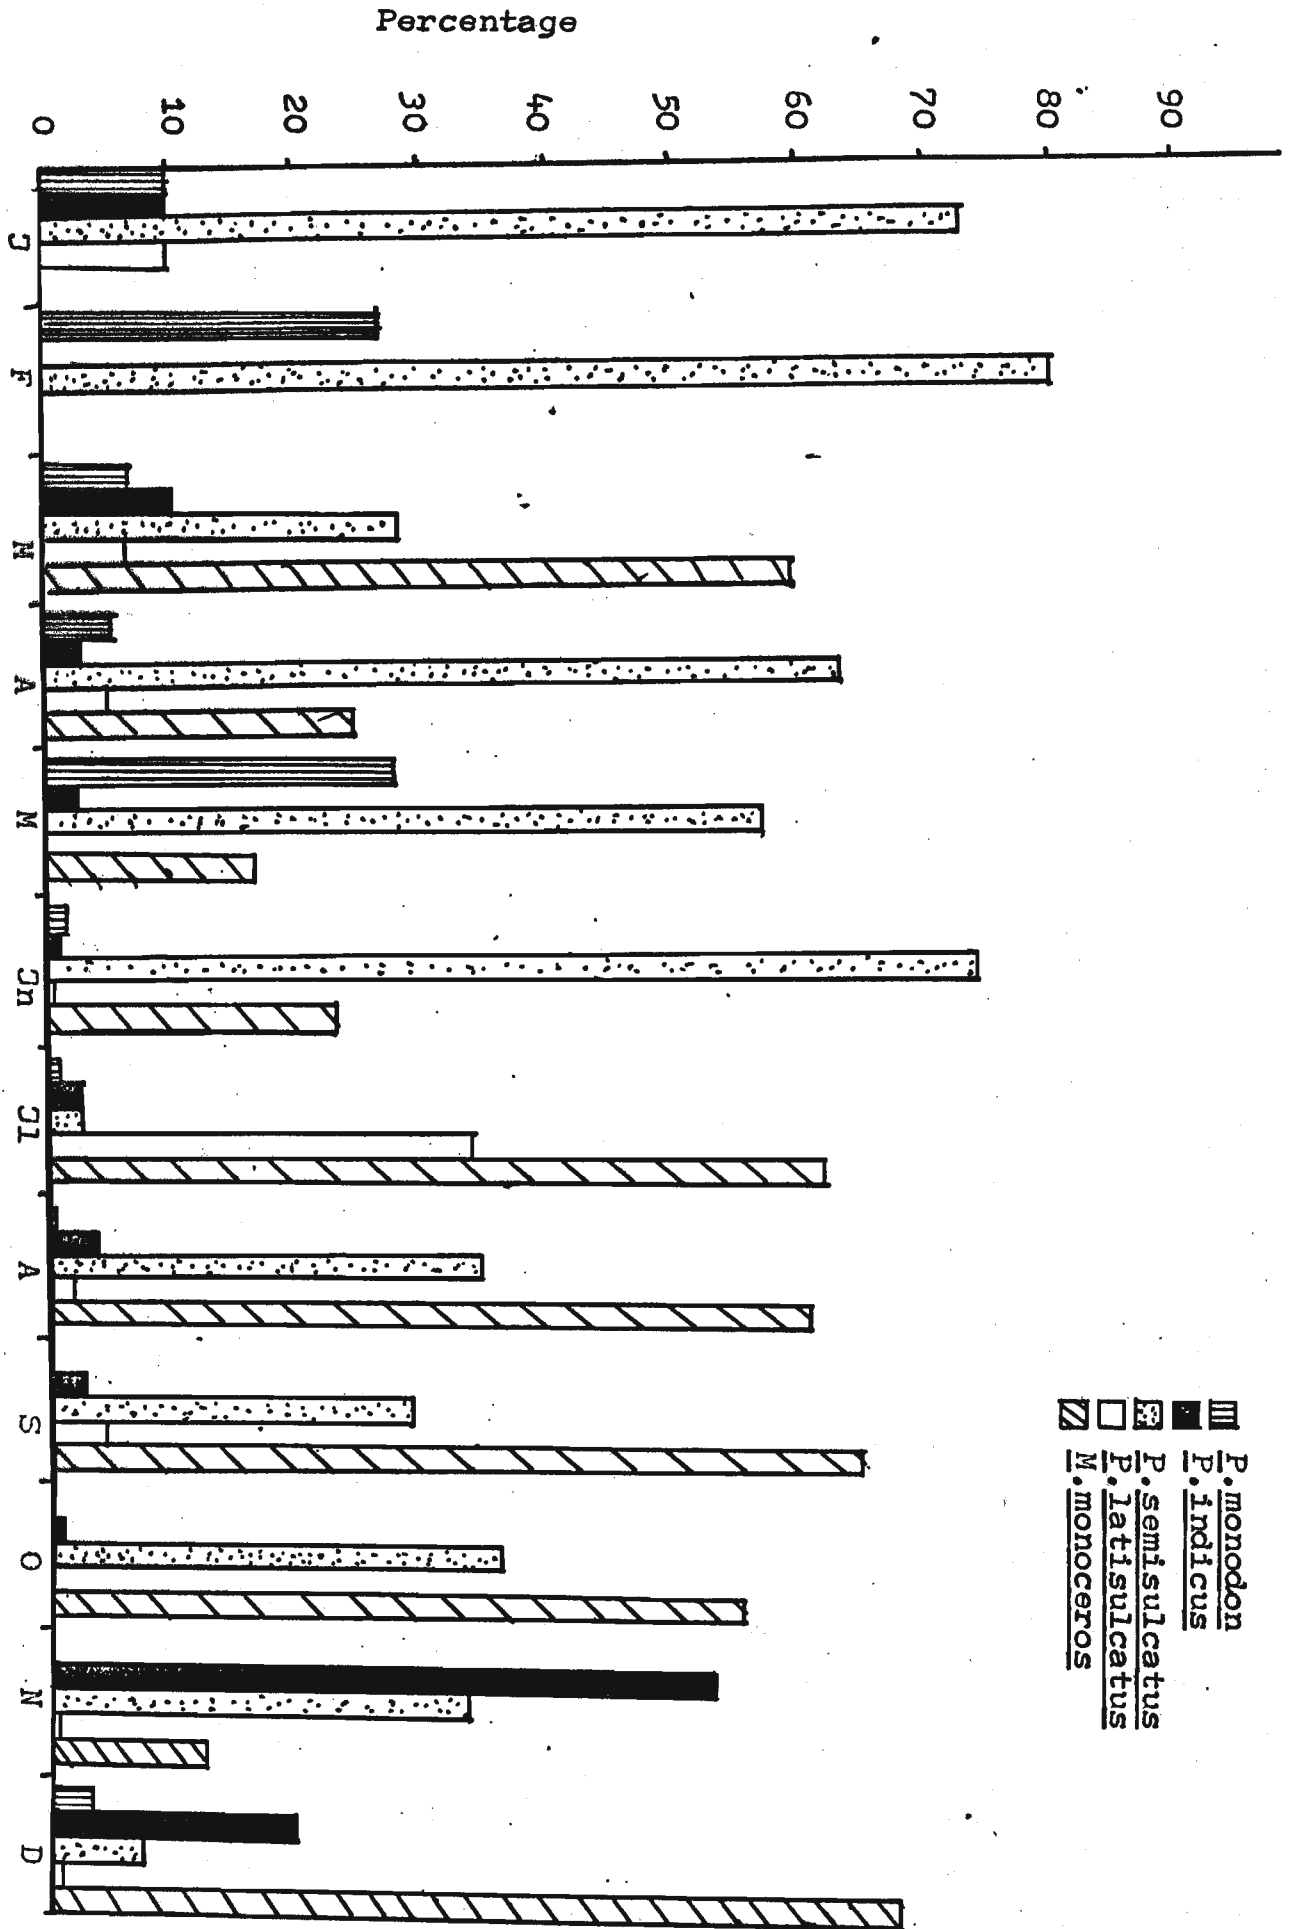 Percentage
90
80
70
60
50
40
30
20
10
0
J
F
M
A
M
Jn
Jl
A
S
O
N
D
P.monodon
P.indicus
P.semisulcatus
P.latisulcatus
M.monoceros